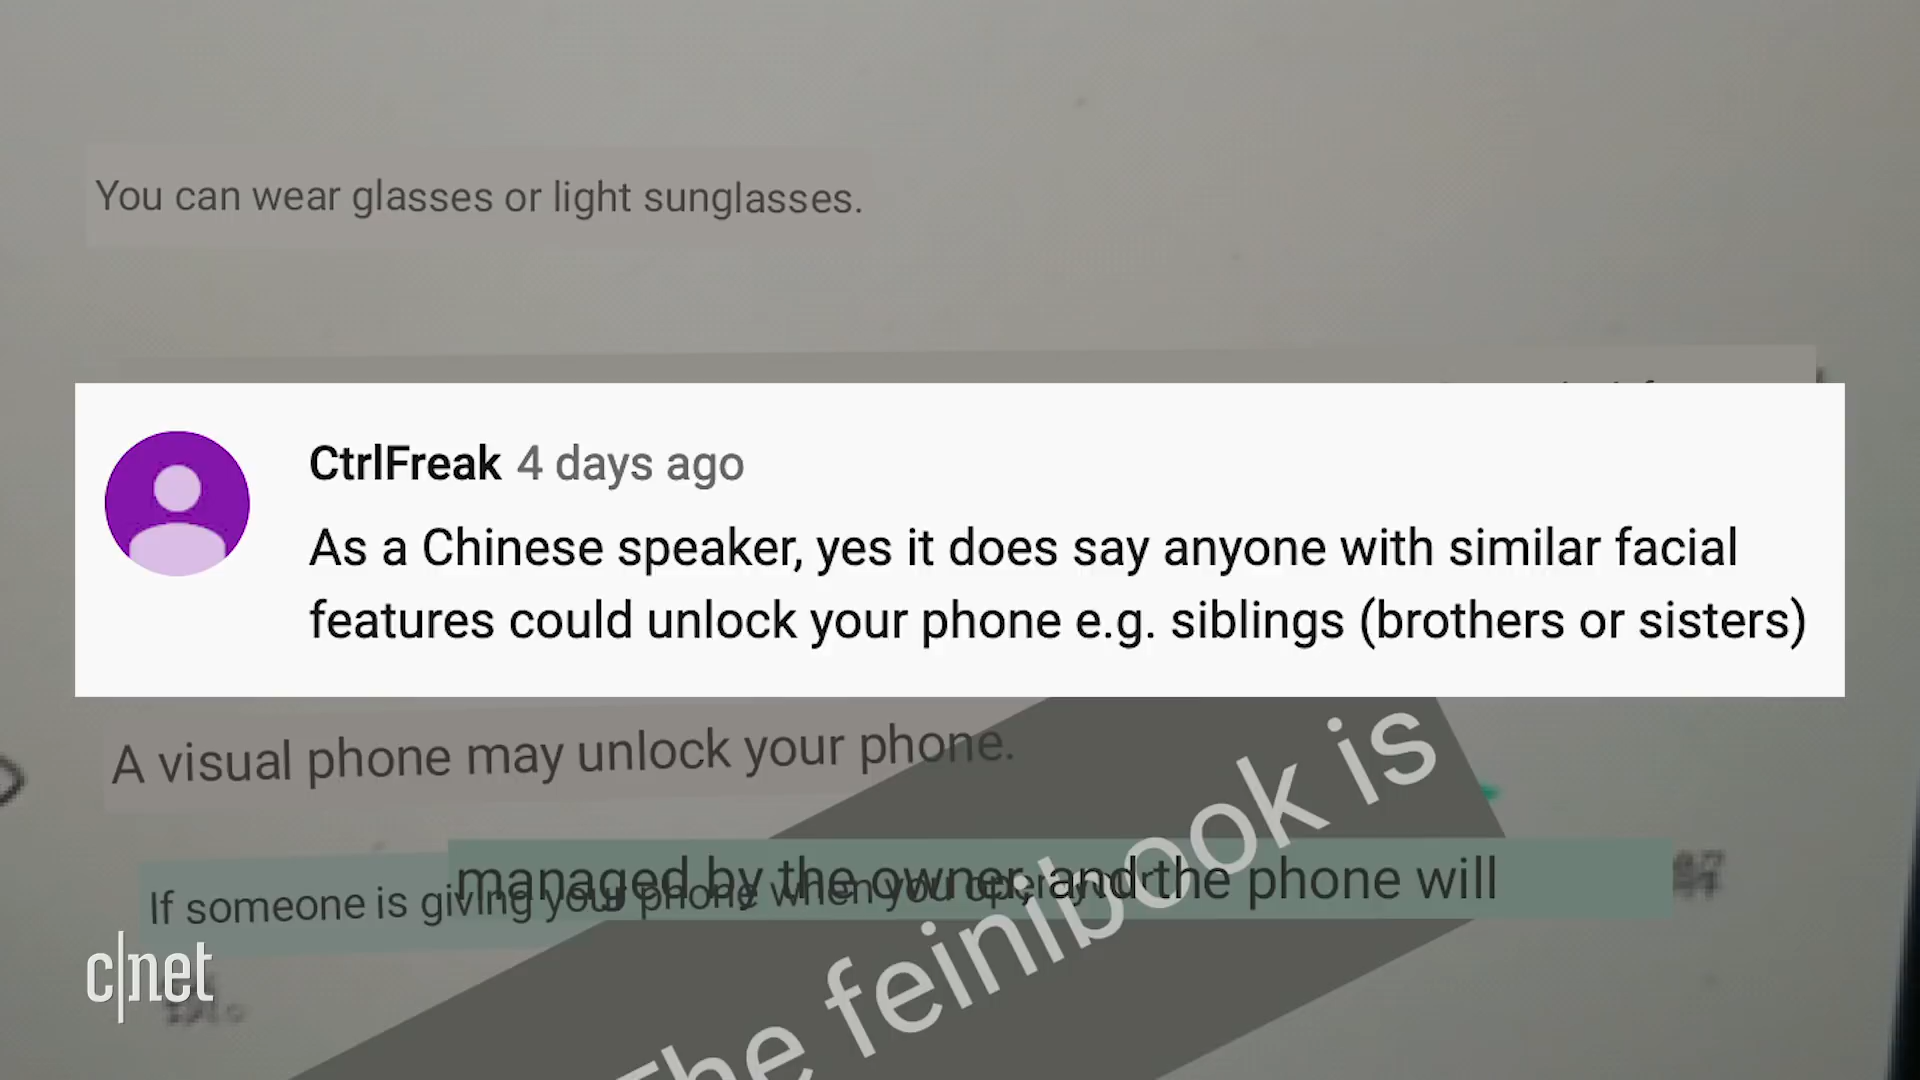 You can wear glasses or light sunglasses.
CtrlFreak 4 days ago
As a Chinese speaker, yes it does say anyone with similar facial
features could unlock your phone e.g. siblings (brothers or sisters)
A visual phone may unlock your phone.
The feinibook is
managed by the owner, and the phone will
If someone is giving your phone when you open your
c|net